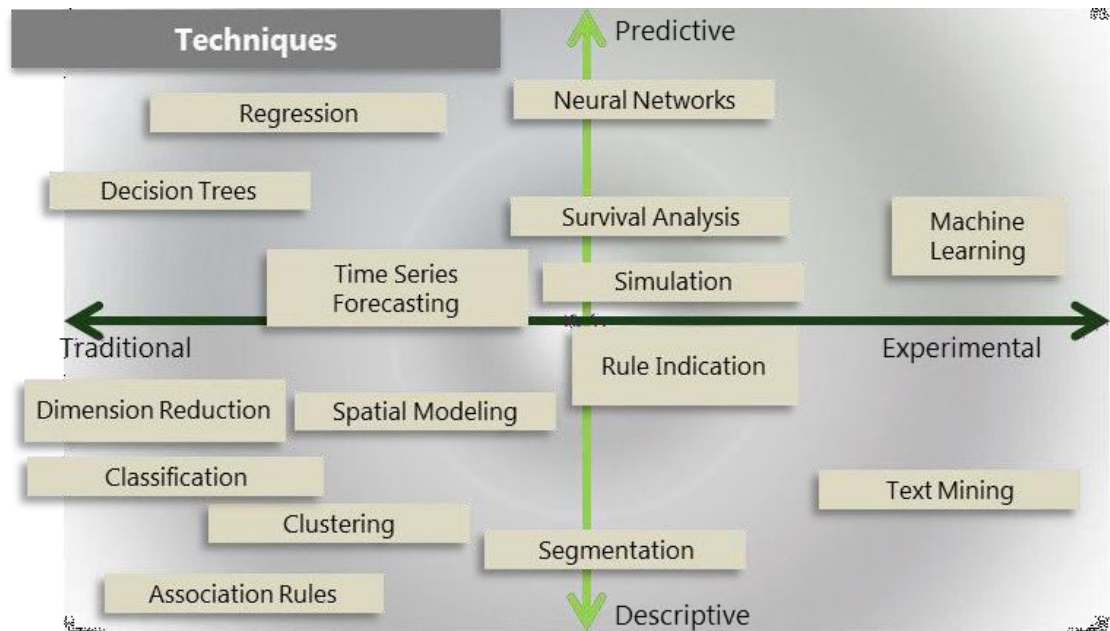 Techniques
Predictive
Regression
Neural Networks
Decision Trees
Survival Analysis
Machine
Learning
Time Series
Forecasting
Simulation
Traditional
Experimental
Rule Indication
Dimension Reduction
Spatial Modeling
Classification
Text Mining
Clustering
Segmentation
Association Rules
Descriptive